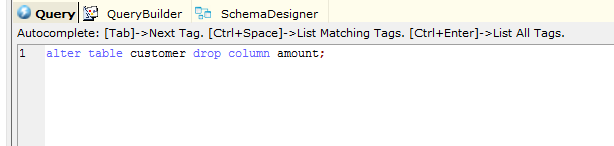 Query QueryBuilder SchemaDesigner
Autocomplete: [Tab]->Next Tag. [Ctrl+Space]->List Matching Tags. [Ctrl+Enter]->List All Tags.
1 alter table customer drop column amount;